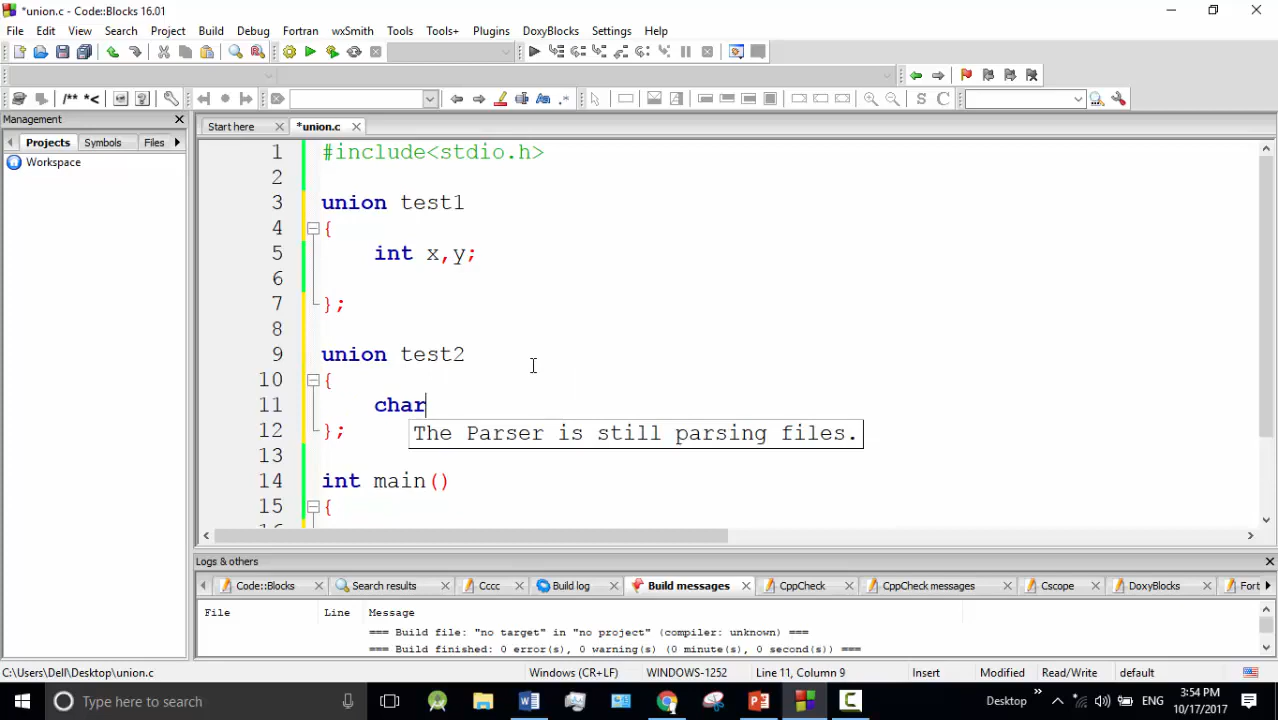 *union.c - Code::Blocks 16.01
File Edit View Search Project Build Debug Fortran wxSmith Tools Tools+ Plugins DoxyBlocks Settings Help
/** *<
S C
Management
Start here *union.c
Projects Symbols Files
Workspace
1 #include<stdio.h>
2
3 union test1
4 {
5 int x,y;
6
7 };
8
9 union test2
10 {
11 char
The Parser is still parsing files.
12 };
13
14 int main()
15 {
16
Logs & others
Code::Blocks Search results Cccc Build log Build messages CppCheck CppCheck messages Cscope DoxyBlocks Fort
File Line Message
=== Build file: "no target" in "no project" (compiler: unknown) ===
=== Build finished: 0 error(s), 0 warning(s) (0 minute(s), 0 second(s)) ===
C:\Users\Dell\Desktop\union.c Windows (CR+LF) WINDOWS-1252 Line 11, Column 9 Insert Modified Read/Write default
Type here to search
Desktop ENG
3:54 PM
10/17/2017